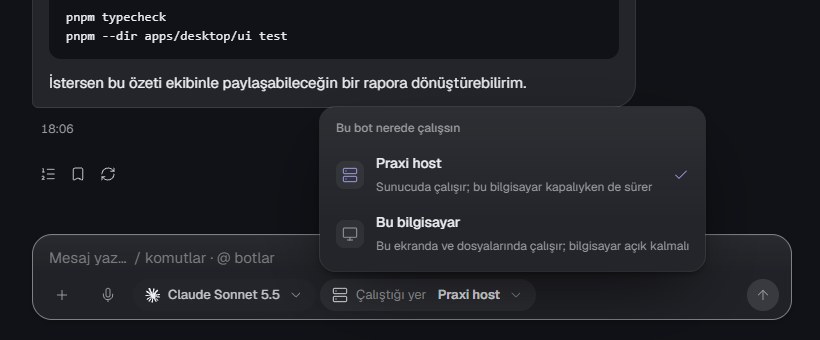 pnpm typecheck
pnpm --dir apps/desktop/ui test
İstersen bu özeti ekibinle paylaşabileceğin bir rapora dönüştürebilirim.
18:06
Bu bot nerede çalışsın
Praxi host
Sunucuda çalışır; bu bilgisayar kapalıyken de sürer
Bu bilgisayar
Bu ekranda ve dosyalarında çalışır; bilgisayar açık kalmalı
Mesaj yaz... / komutlar · @ botlar
Claude Sonnet 5.5
Çalıştığı yer Praxi host